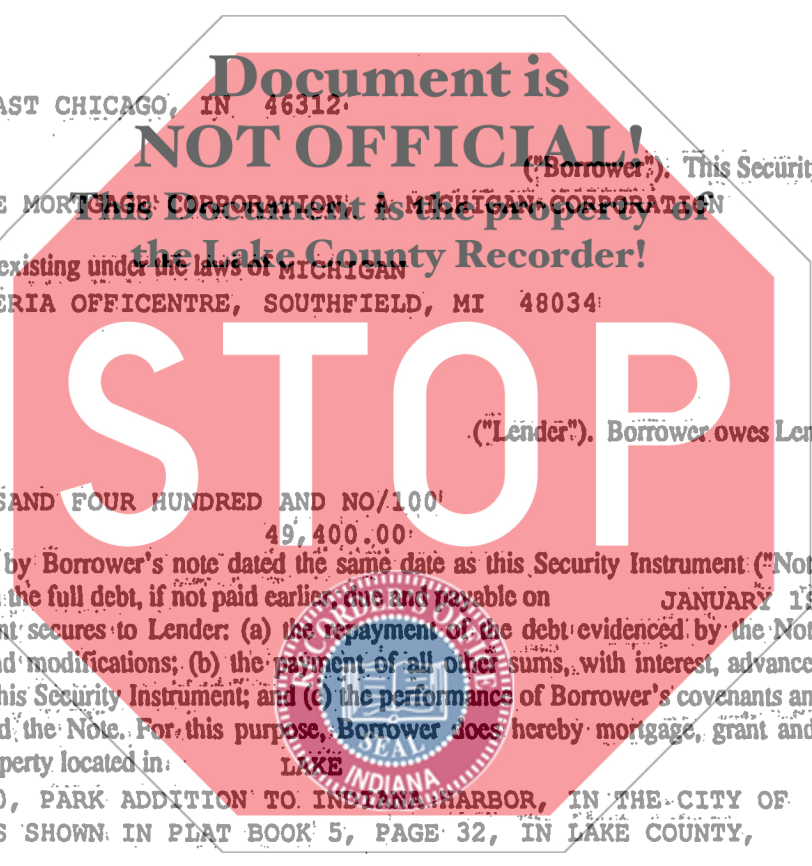 Document is
AST CHICAGO, IN 46312
NOT OFFICIAL!
("Borrower"). This Securit
This Document is the property of
E MORTGAGE CORPORATION, A MICHIGAN CORPORATION
the Lake County Recorder!
existing under the laws of MICHIGAN
ERIA OFFICENTRE, SOUTHFIELD, MI 48034
STOP
("Lender"). Borrower owes Len
SAND FOUR HUNDRED AND NO/100
49,400.00
by Borrower's note dated the same date as this Security Instrument ("Not
the full debt, if not paid earlier, due and payable on JANUARY 1
nt secures to Lender: (a) the repayment of the debt evidenced by the Not
nd modifications; (b) the payment of all other sums, with interest, advance
his Security Instrument; and (c) the performance of Borrower's covenants an
d the Note. For this purpose, Borrower does hereby mortgage, grant and
operty located in LAKE
RECORDER
SEAL
INDIANA
0, PARK ADDITION TO INDIANA HARBOR, IN THE CITY OF
S SHOWN IN PLAT BOOK 5, PAGE 32, IN LAKE COUNTY,